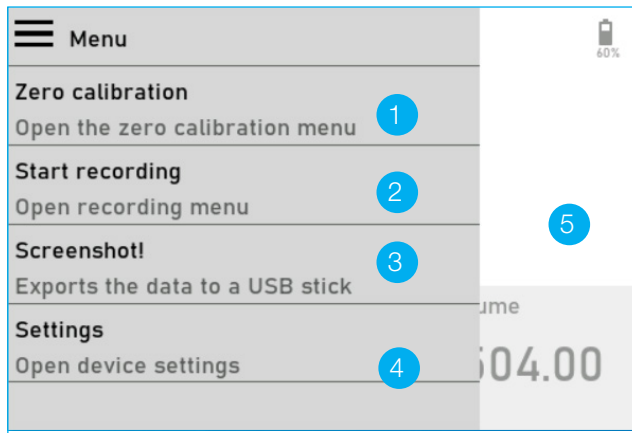 Menu
60%
Zero calibration
Open the zero calibration menu
1
Start recording
Open recording menu
2
5
Screenshot!
Exports the data to a USB stick
3
ume
Settings
Open device settings
4
504.00